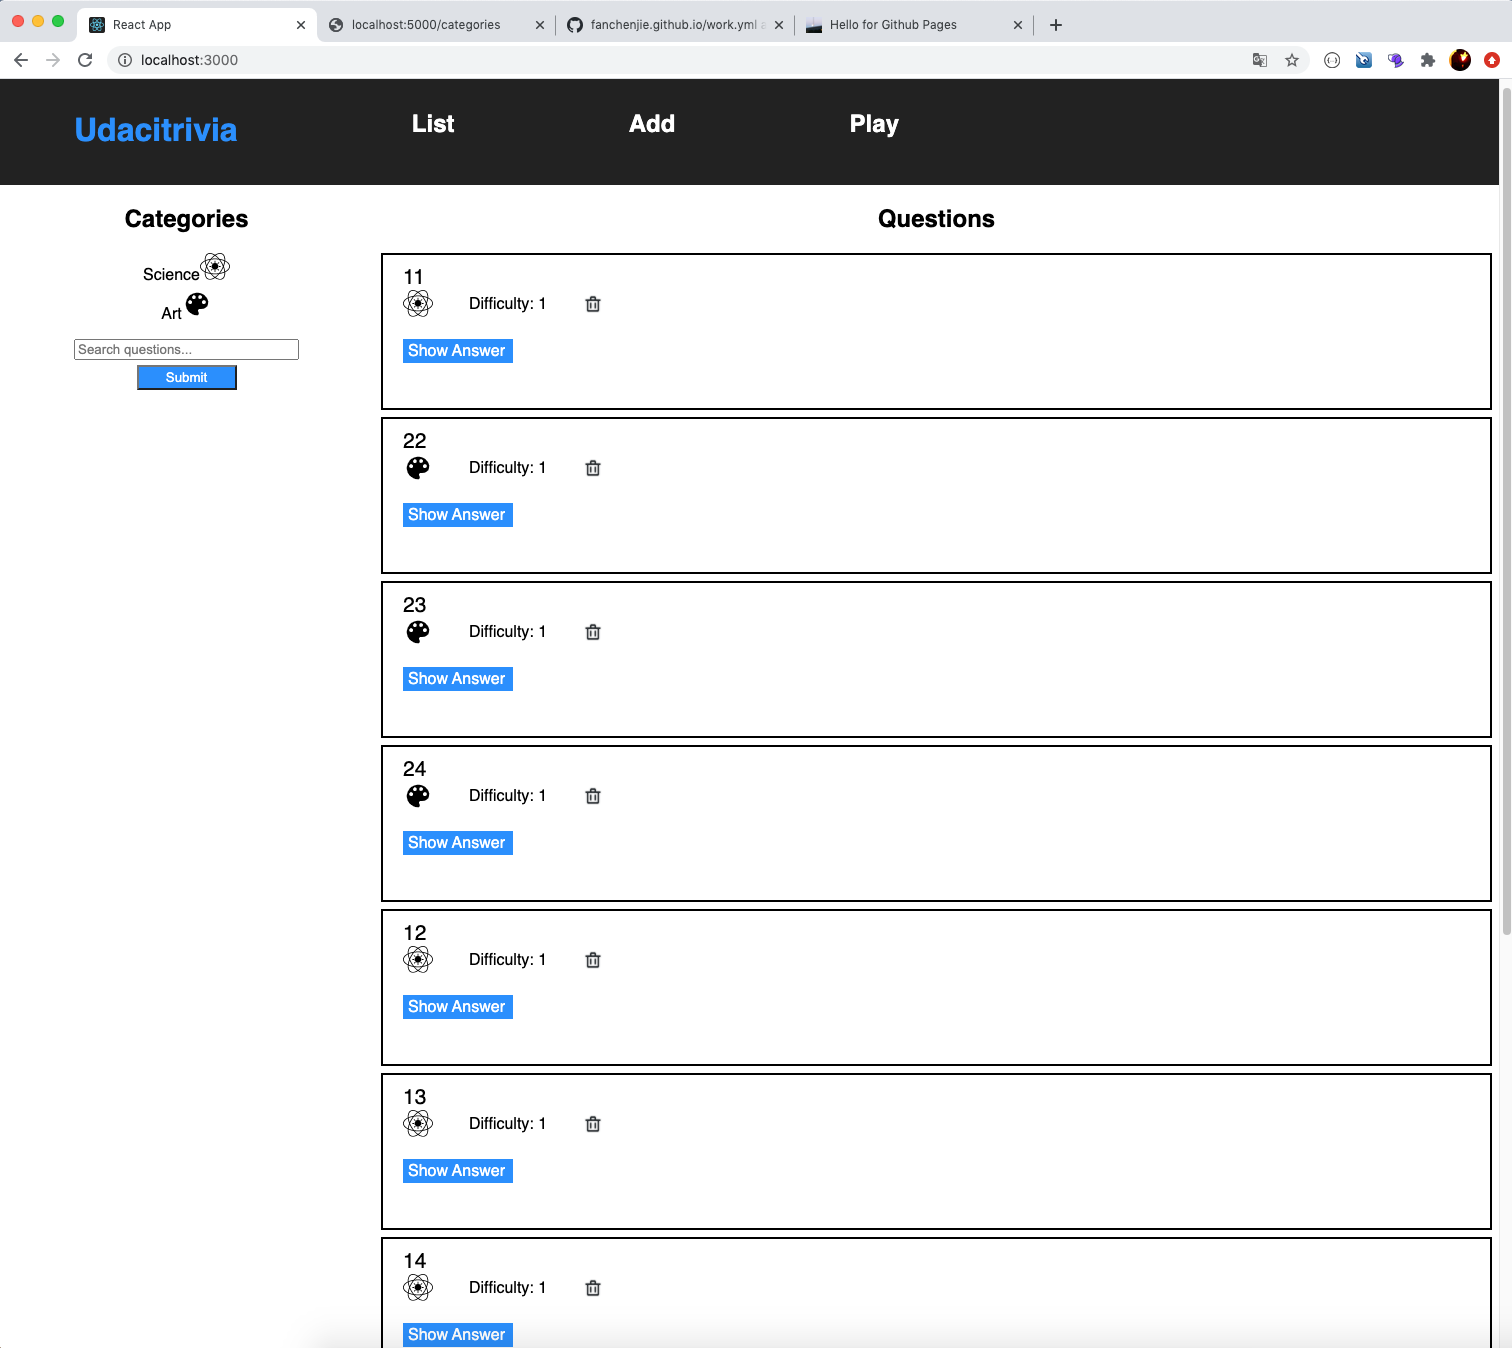 React App
localhost:5000/categories
fanchenjie.github.io/work.yml
Hello for Github Pages
localhost:3000
Udacitrivia
List
Add
Play
Categories
Science
Art
Search questions...
Submit
Questions
11
Difficulty: 1
Show Answer
22
Difficulty: 1
Show Answer
23
Difficulty: 1
Show Answer
24
Difficulty: 1
Show Answer
12
Difficulty: 1
Show Answer
13
Difficulty: 1
Show Answer
14
Difficulty: 1
Show Answer